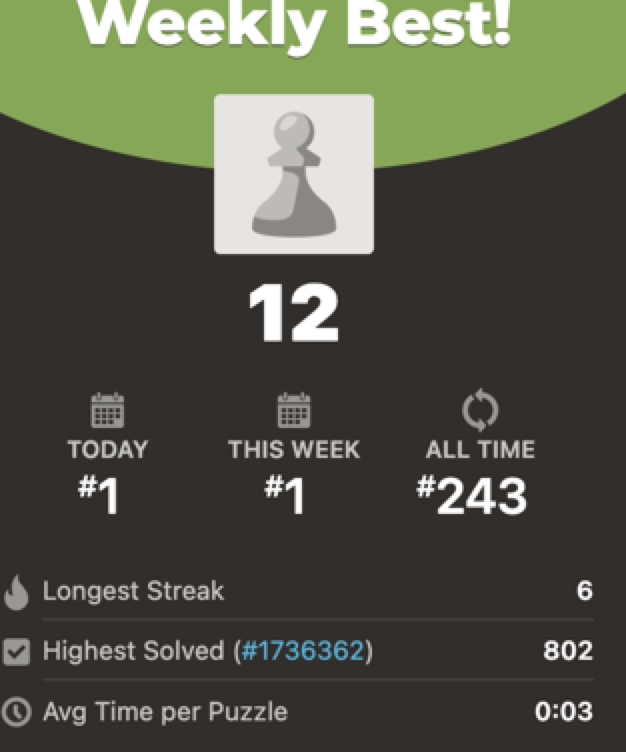 Weekly Best!
12
TODAY THIS WEEK ALL TIME
#1 #1 #243
Longest Streak 6
Highest Solved (#1736362) 802
Avg Time per Puzzle 0:03